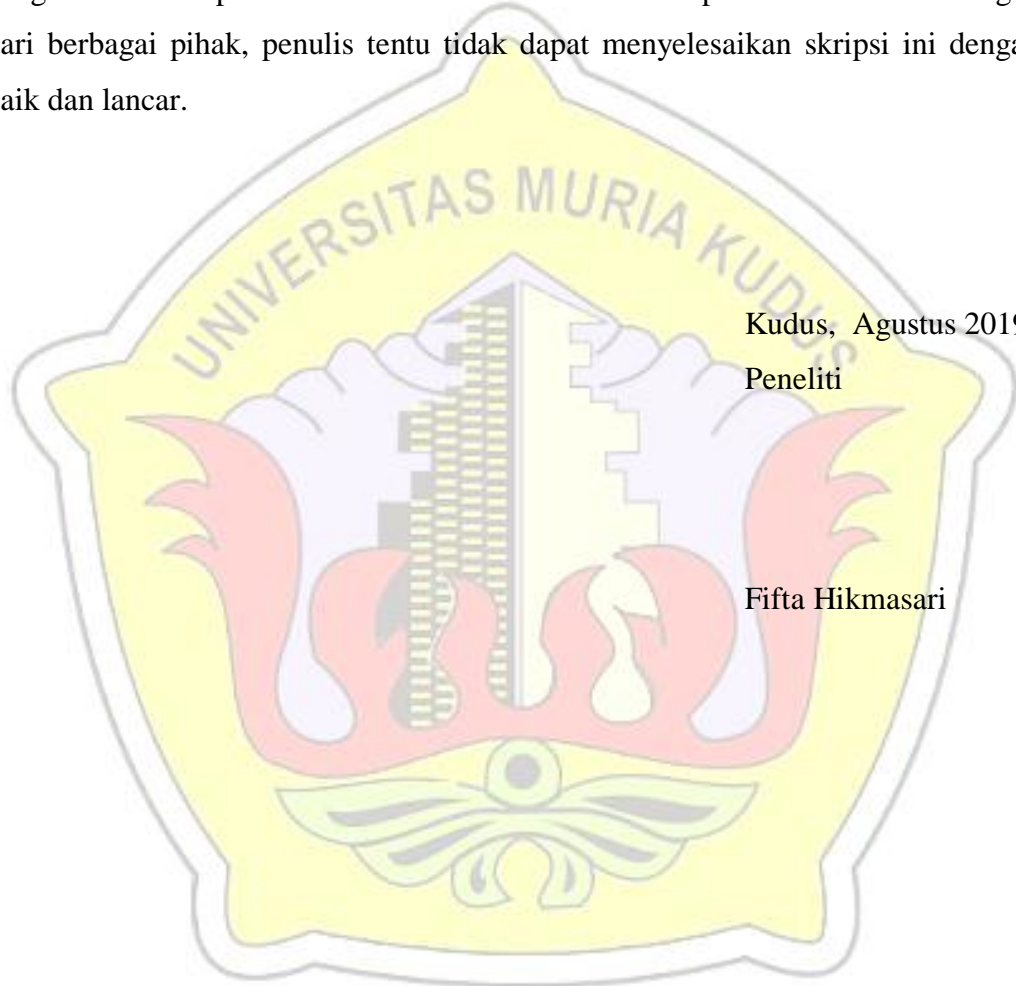 ari berbagai pihak, penulis tentu tidak dapat menyelesaikan skripsi ini denga
aik dan lancar.
UNIVERSITAS MURIA KUDUS
Kudus, Agustus 2019
Peneliti
Fifta Hikmasari